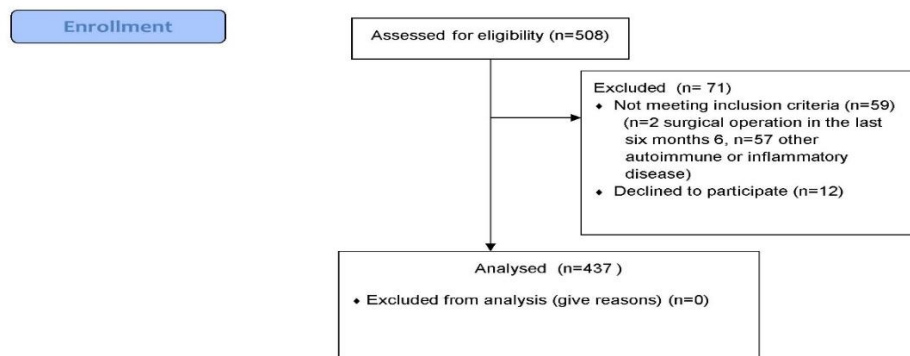 Enrollment
Assessed for eligibility (n=508)
Excluded (n= 71)
⬥ Not meeting inclusion criteria (n=59)
(n=2 surgical operation in the last
six months 6, n=57 other
autoimmune or inflammatory
disease)
⬥ Declined to participate (n=12)
Analysed (n=437 )
⬥ Excluded from analysis (give reasons) (n=0)